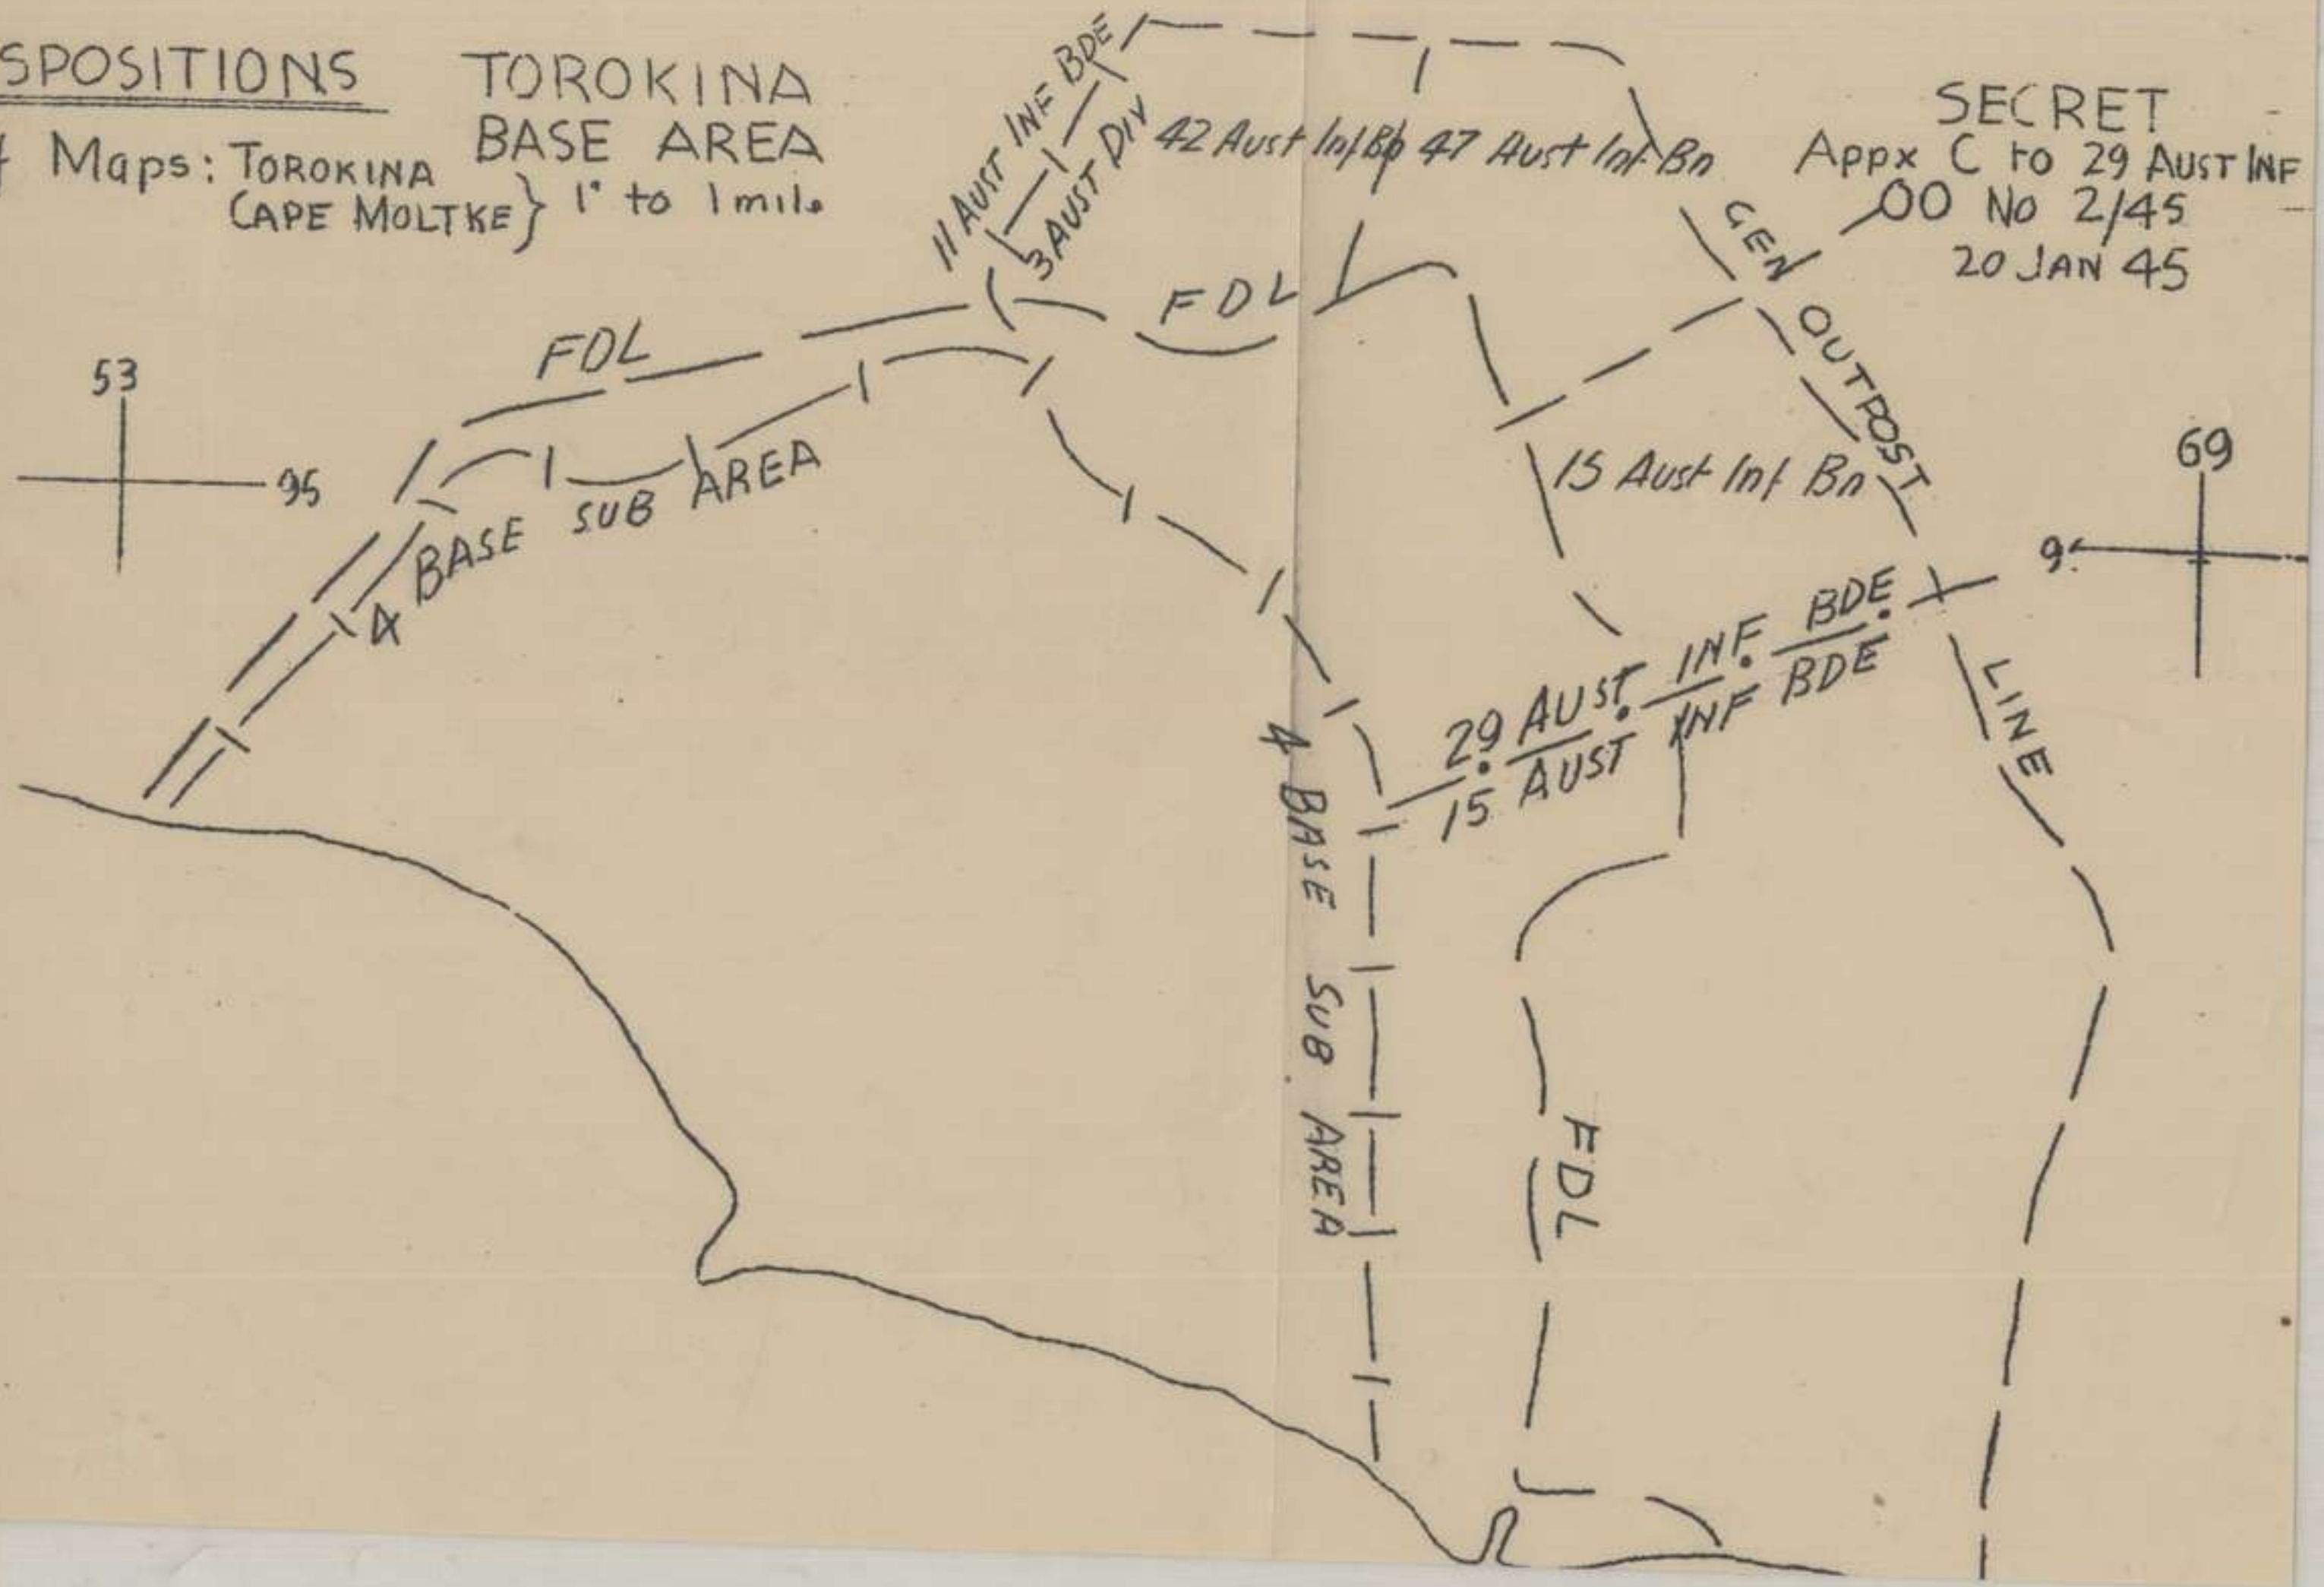 SPOSITIONS
TOROKINA
BASE AREA
Maps: TOROKINA
CAPE MOLTKE } 1" to 1 mile
SECRET
Appx C to 29 AUST INF
OO No 2/45
20 JAN 45
11 AUST INF BDE
3 AUST DIV
42 Aust Inf Bn
47 Aust Inf Bn
GEN OUTPOST LINE
FDL
FDL
53
95
4 BASE SUB AREA
15 Aust Inf Bn
69
29 AUST. INF. BDE.
15 AUST INF BDE
4 BASE SUB AREA
FDL